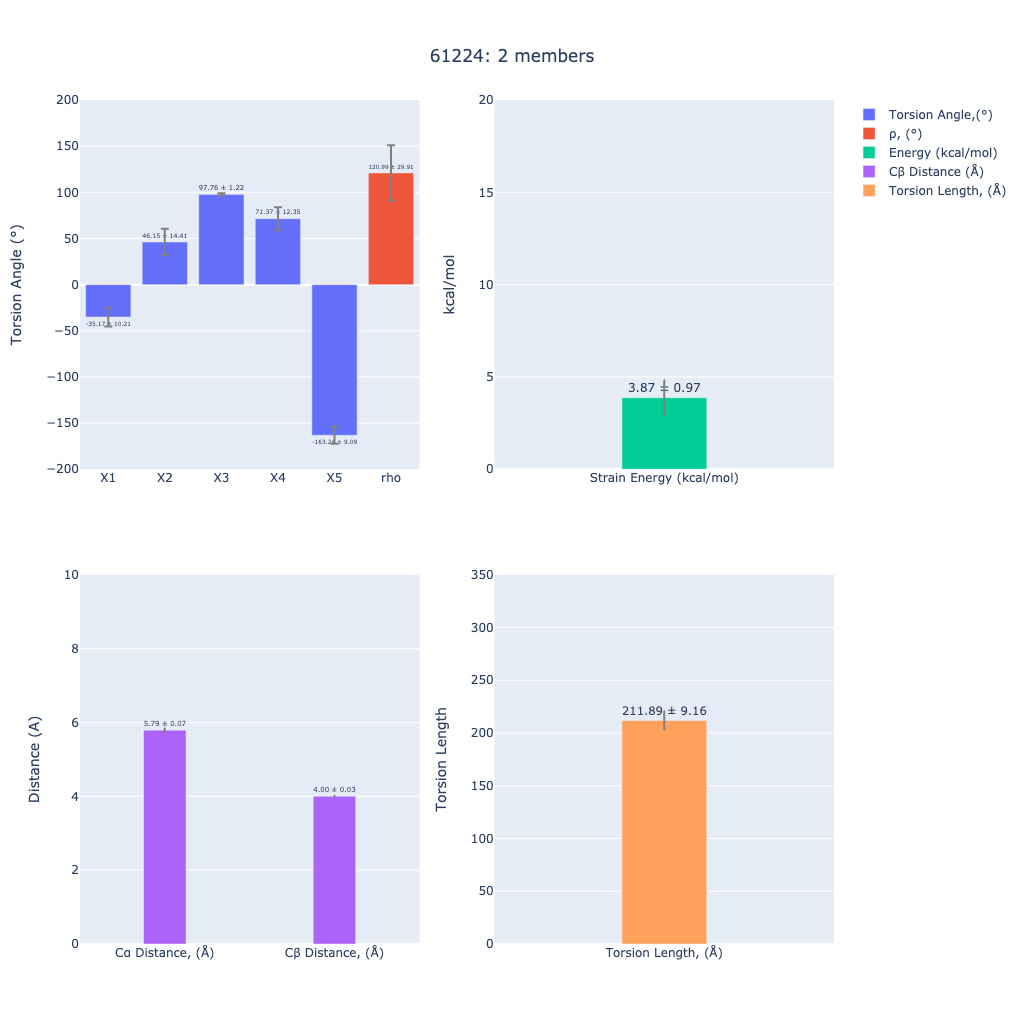 61224: 2 members
Torsion Angle (°)
200
150
100
50
0
−50
−100
−150
−200
-35.17 ± 10.21
46.15 ± 14.41
97.76 ± 1.22
71.37 ± 12.35
± 9.09
120.99 ± 29.91
X1 X2 X3 X4 X5 rho
kcal/mol
20
15
10
5
0
3.87 ± 0.97
Strain Energy (kcal/mol)
Torsion Angle,(°)
ρ, (°)
Energy (kcal/mol)
Cβ Distance (Å)
Torsion Length, (Å)
Distance (A)
10
8
6
4
2
0
5.79 ± 0.07
4.00 ± 0.03
Cα Distance, (Å) Cβ Distance, (Å)
Torsion Length
350
300
250
200
150
100
50
0
211.89 ± 9.16
Torsion Length, (Å)